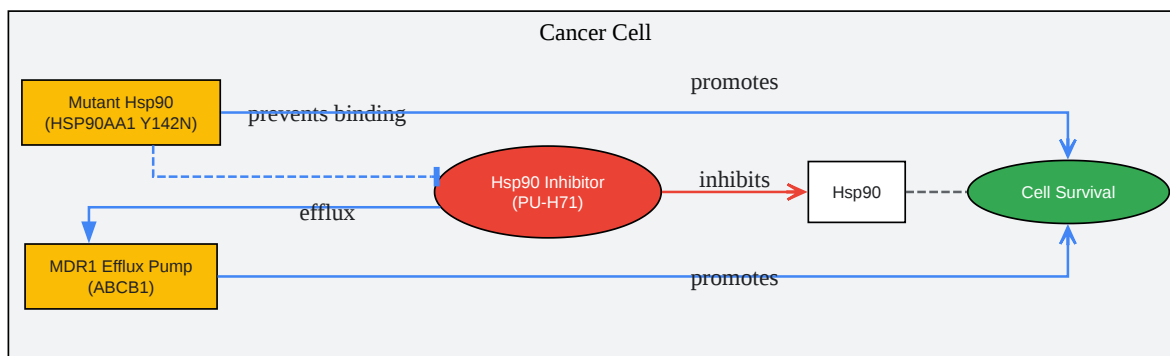 Cancer Cell
promotes
Mutant Hsp90
(HSP90AA1 Y142N)
prevents binding
Hsp90 Inhibitor
(PU-H71)
inhibits
Hsp90
Cell Survival
efflux
MDR1 Efflux Pump
(ABCB1)
promotes